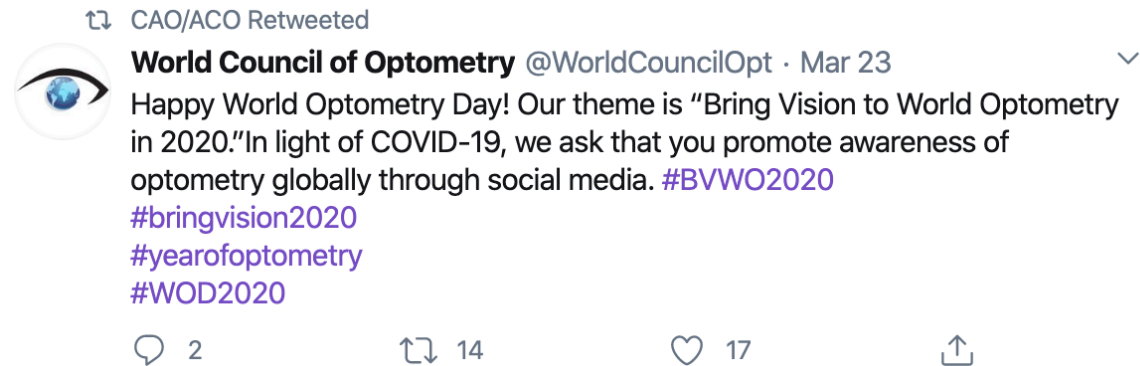 CAO/ACO Retweeted
World Council of Optometry @WorldCouncilOpt · Mar 23
Happy World Optometry Day! Our theme is “Bring Vision to World Optometry
in 2020.”In light of COVID-19, we ask that you promote awareness of
optometry globally through social media. #BVWO2020
#bringvision2020
#yearofoptometry
#WOD2020
2 14 17